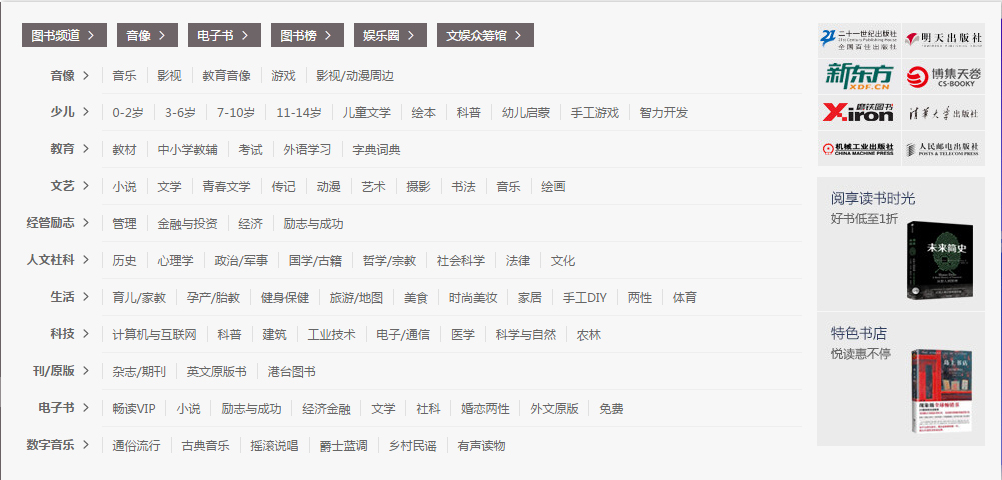 图书频道 音像 电子书 图书榜 娱乐圈 文娱众筹馆
音像 音乐 影视 教育音像 游戏 影视/动漫周边
少儿 0-2岁 3-6岁 7-10岁 11-14岁 儿童文学 绘本 科普 幼儿启蒙 手工游戏 智力开发
教育 教材 中小学教辅 考试 外语学习 字典词典
文艺 小说 文学 青春文学 传记 动漫 艺术 摄影 书法 音乐 绘画
经管励志 管理 金融与投资 经济 励志与成功
人文社科 历史 心理学 政治/军事 国学/古籍 哲学/宗教 社会科学 法律 文化
生活 育儿/家教 孕产/胎教 健身保健 旅游/地图 美食 时尚美妆 家居 手工DIY 两性 体育
科技 计算机与互联网 科普 建筑 工业技术 电子/通信 医学 科学与自然 农林
刊/原版 杂志/期刊 英文原版书 港台图书
电子书 畅读VIP 小说 励志与成功 经济金融 文学 社科 婚恋两性 外文原版 免费
数字音乐 通俗流行 古典音乐 摇滚说唱 爵士蓝调 乡村民谣 有声读物
二十一世纪出版社 明天出版社
21st Century Publishing House
全国百佳出版社
新东方 博集天卷
XDF.CN CS-BOOKY
磨铁图书 清华大学出版社
Xiron
机械工业出版社 人民邮电出版社
CHINA MACHINE PRESS POSTS & TELECOM PRESS
阅享读书时光
好书低至1折
未来简史
特色书店
悦读惠不停
岛上书店